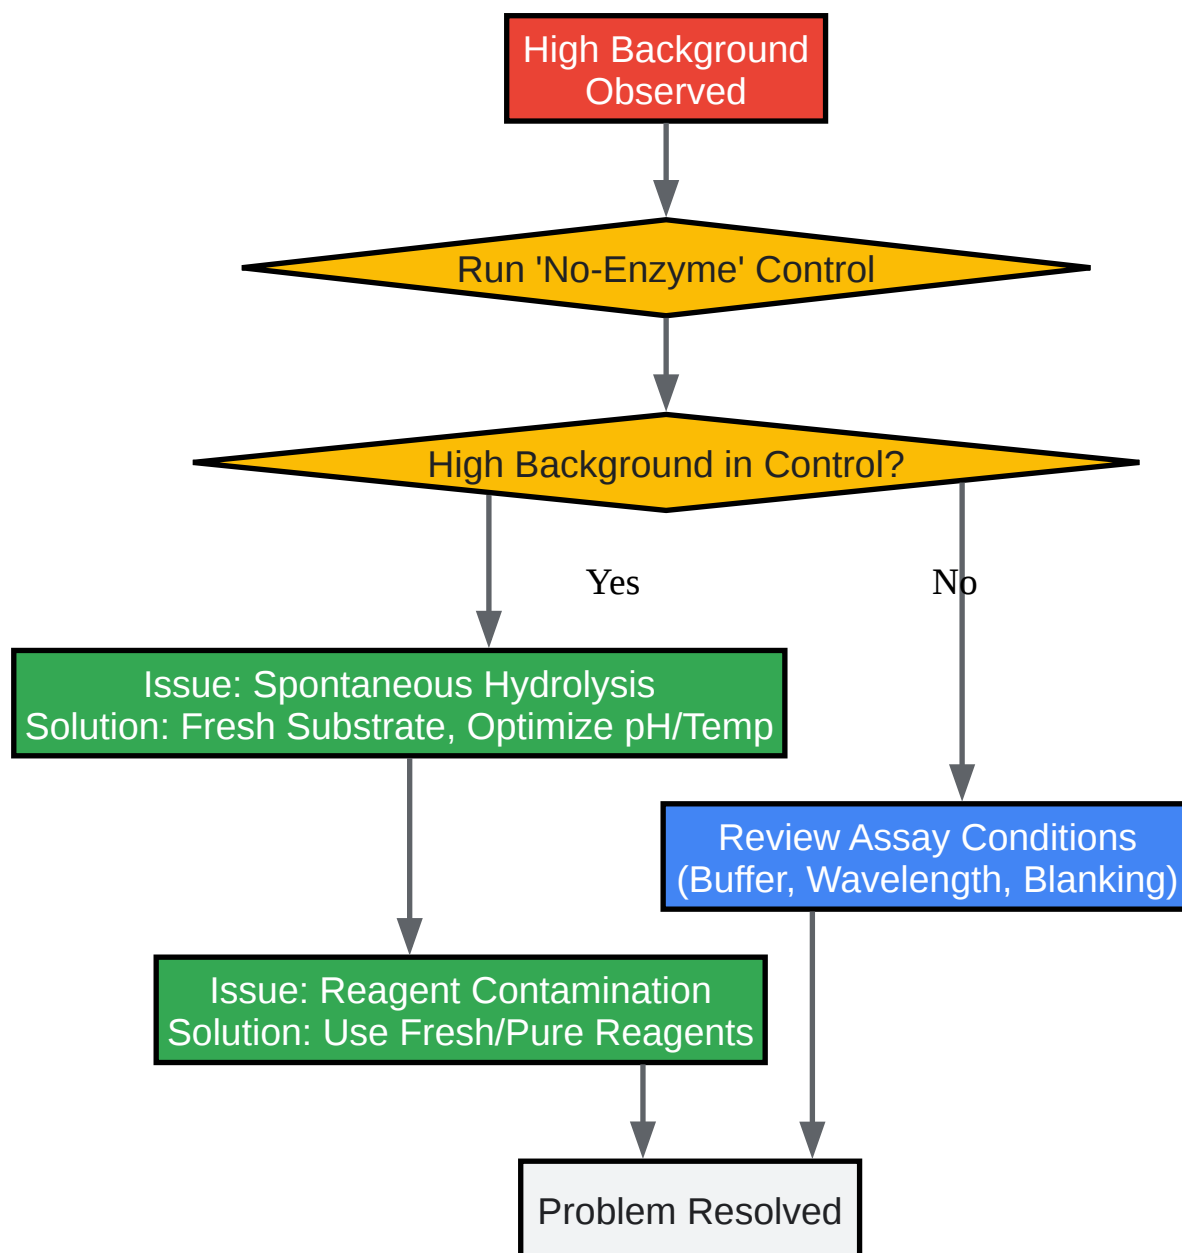 High Background
Observed
Run 'No-Enzyme' Control
High Background in Control?
Yes
No
Issue: Spontaneous Hydrolysis
Solution: Fresh Substrate, Optimize pH/Temp
Review Assay Conditions
(Buffer, Wavelength, Blanking)
Issue: Reagent Contamination
Solution: Use Fresh/Pure Reagents
Problem Resolved